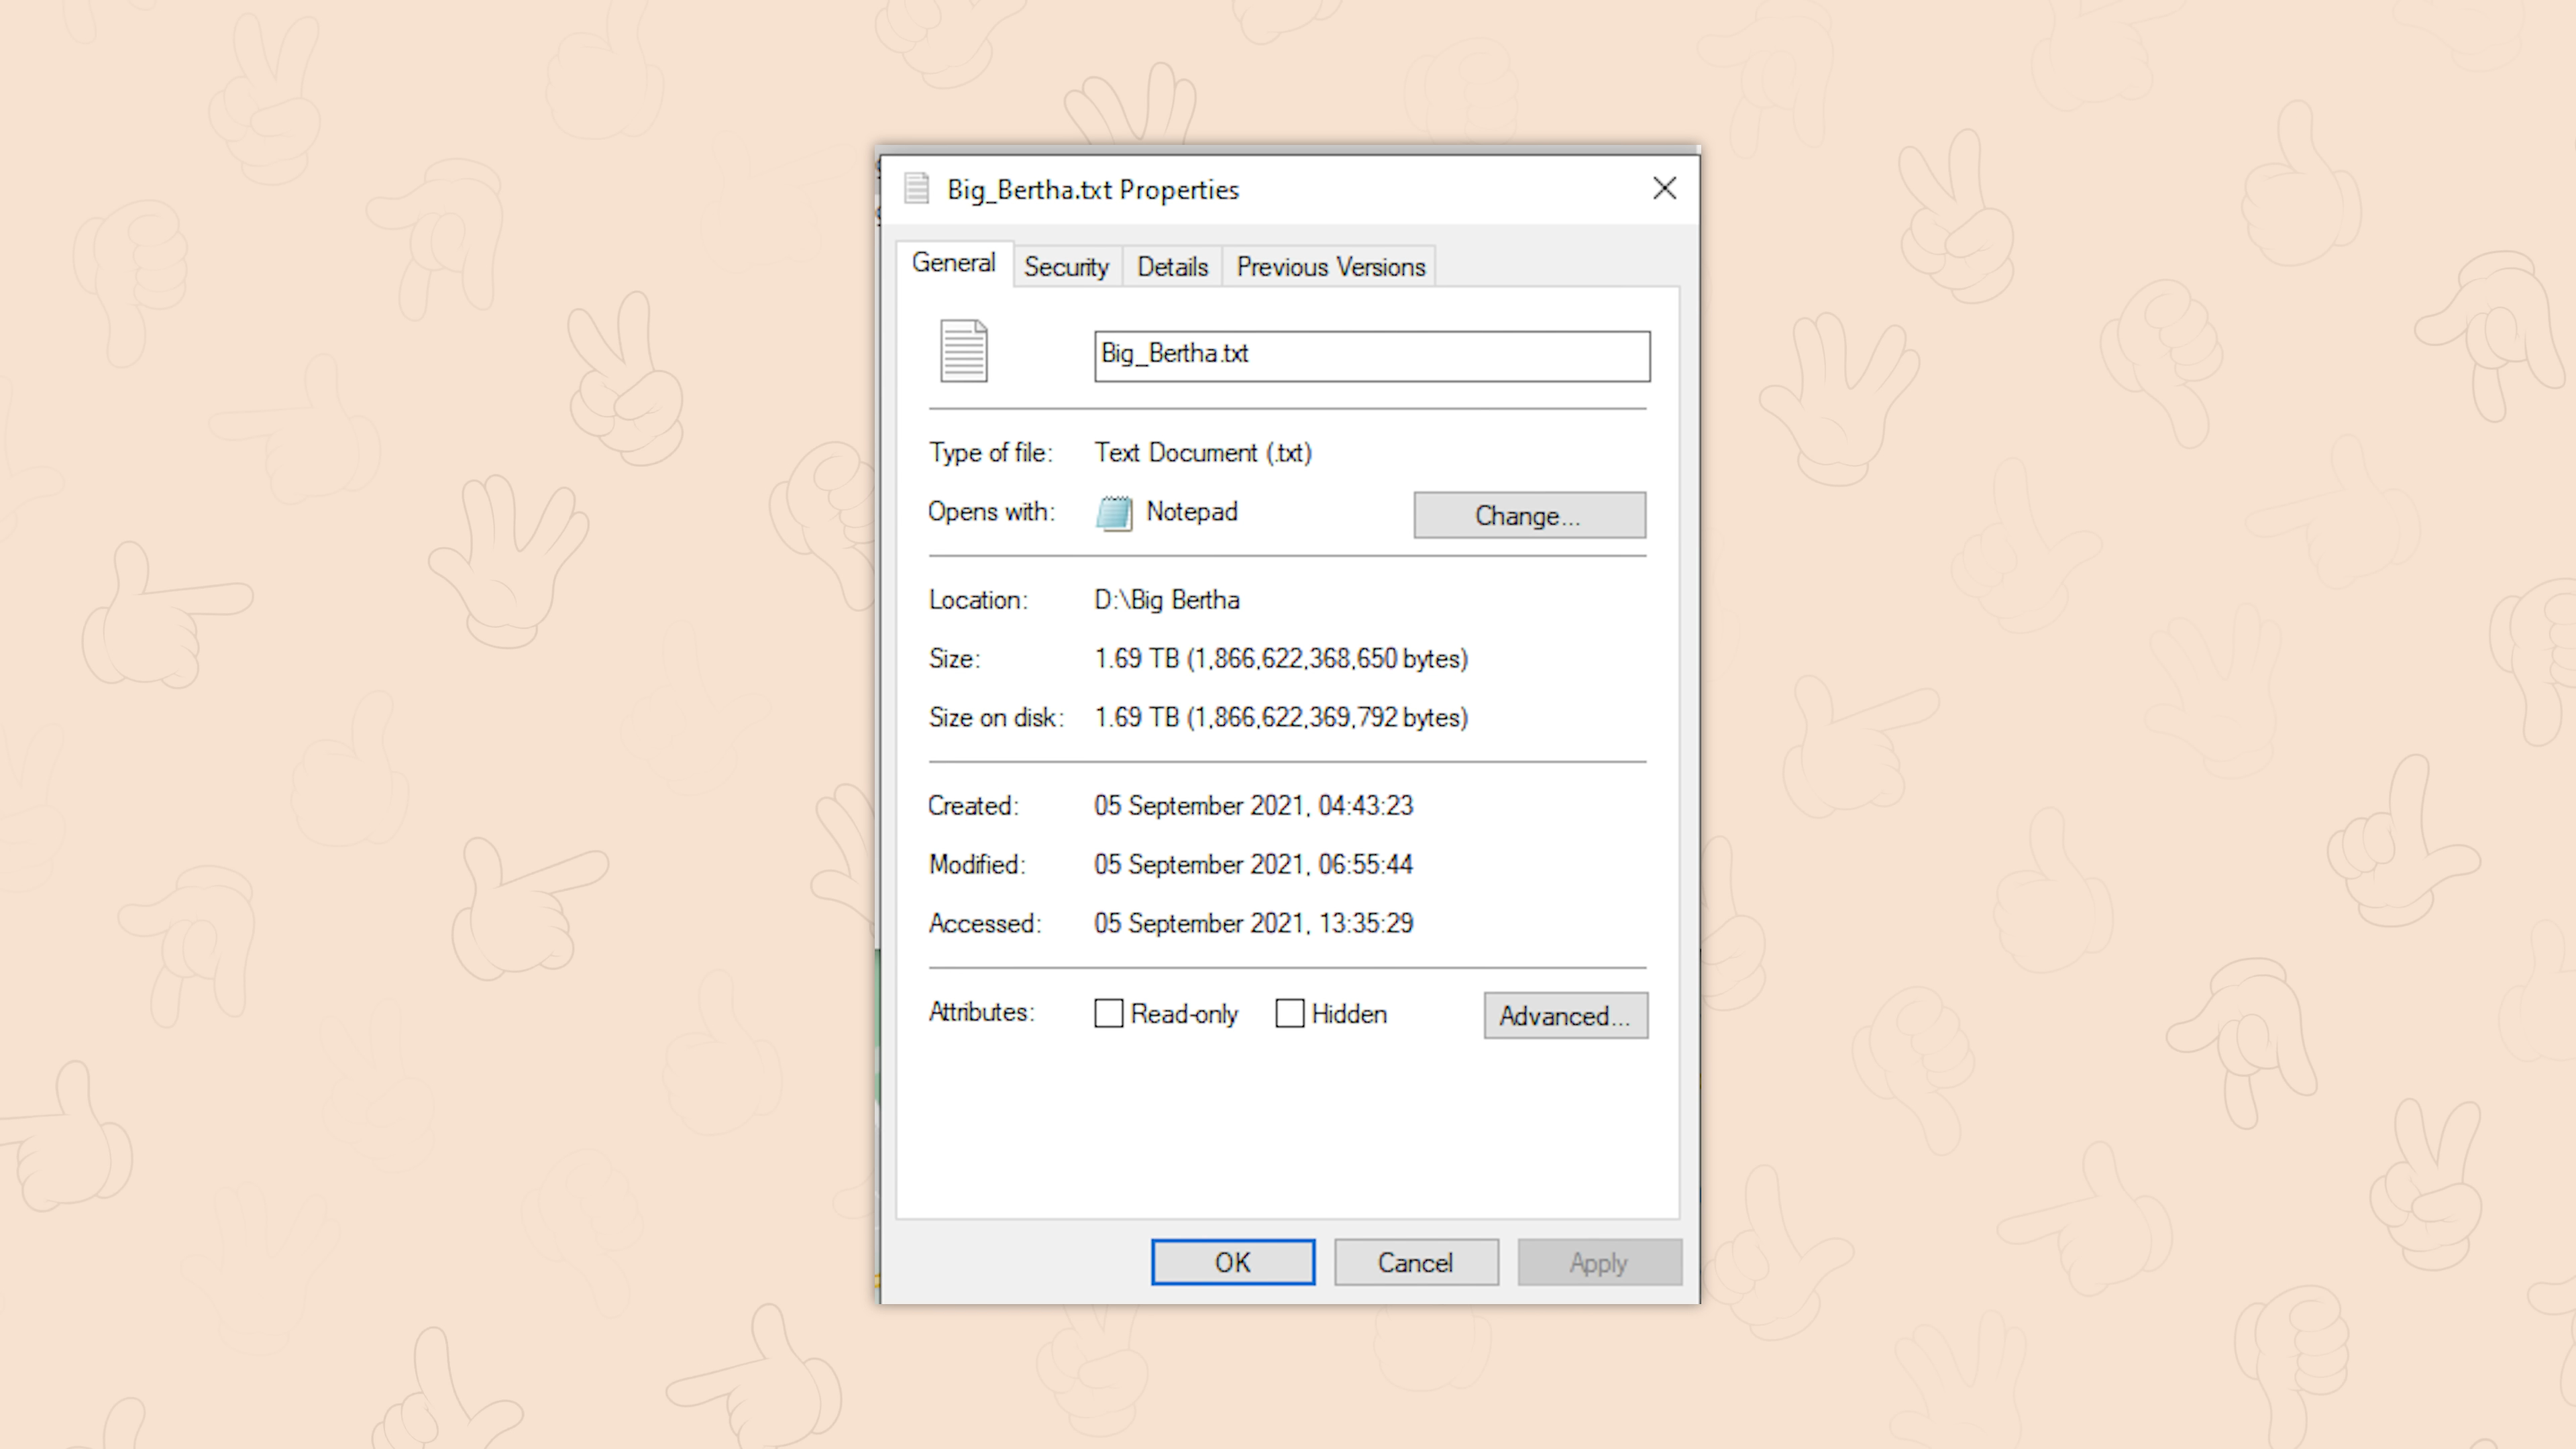 Big_Bertha.txt Properties
General Security Details Previous Versions
Big_Bertha.txt
Type of file: Text Document (.txt)
Opens with: Notepad Change...
Location: D:\Big Bertha
Size: 1.69 TB (1,866,622,368,650 bytes)
Size on disk: 1.69 TB (1,866,622,369,792 bytes)
Created: 05 September 2021, 04:43:23
Modified: 05 September 2021, 06:55:44
Accessed: 05 September 2021, 13:35:29
Attributes: Read-only Hidden Advanced...
OK Cancel Apply